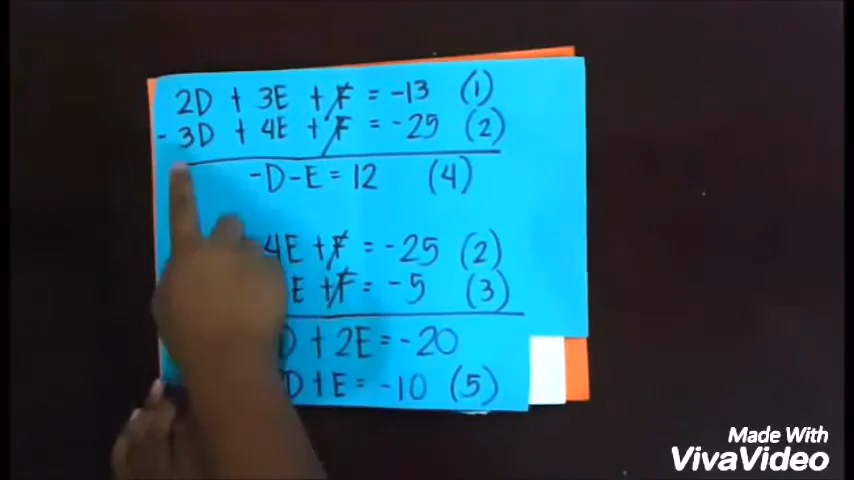 2D + 3E + F = -13 (1)
- 3D + 4E + F = -25 (2)
-D-E = 12 (4)
4E + F = -25 (2)
E + F = -5 (3)
D + 2E = -20
D + E = -10 (5)
Made With
VivaVideo